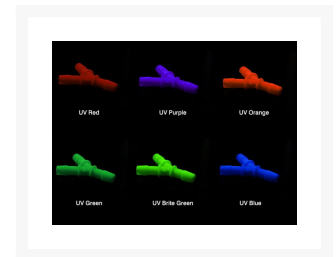 UV Red
UV Purple
UV Orange
UV Green
UV Brite Green
UV Blue